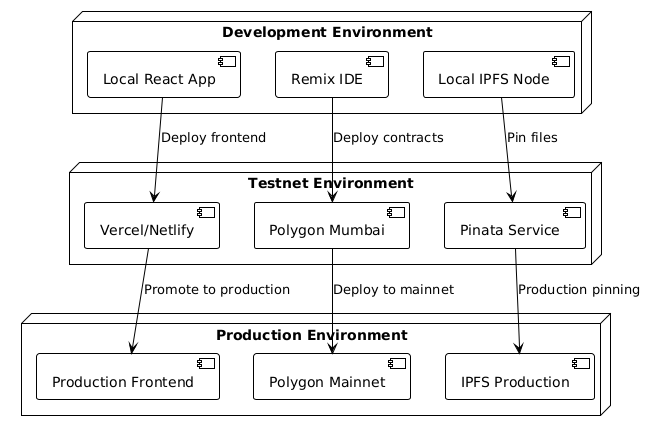 Development Environment
Local React App
Remix IDE
Local IPFS Node
Deploy frontend
Deploy contracts
Pin files
Testnet Environment
Vercel/Netlify
Polygon Mumbai
Pinata Service
Promote to production
Deploy to mainnet
Production pinning
Production Environment
Production Frontend
Polygon Mainnet
IPFS Production